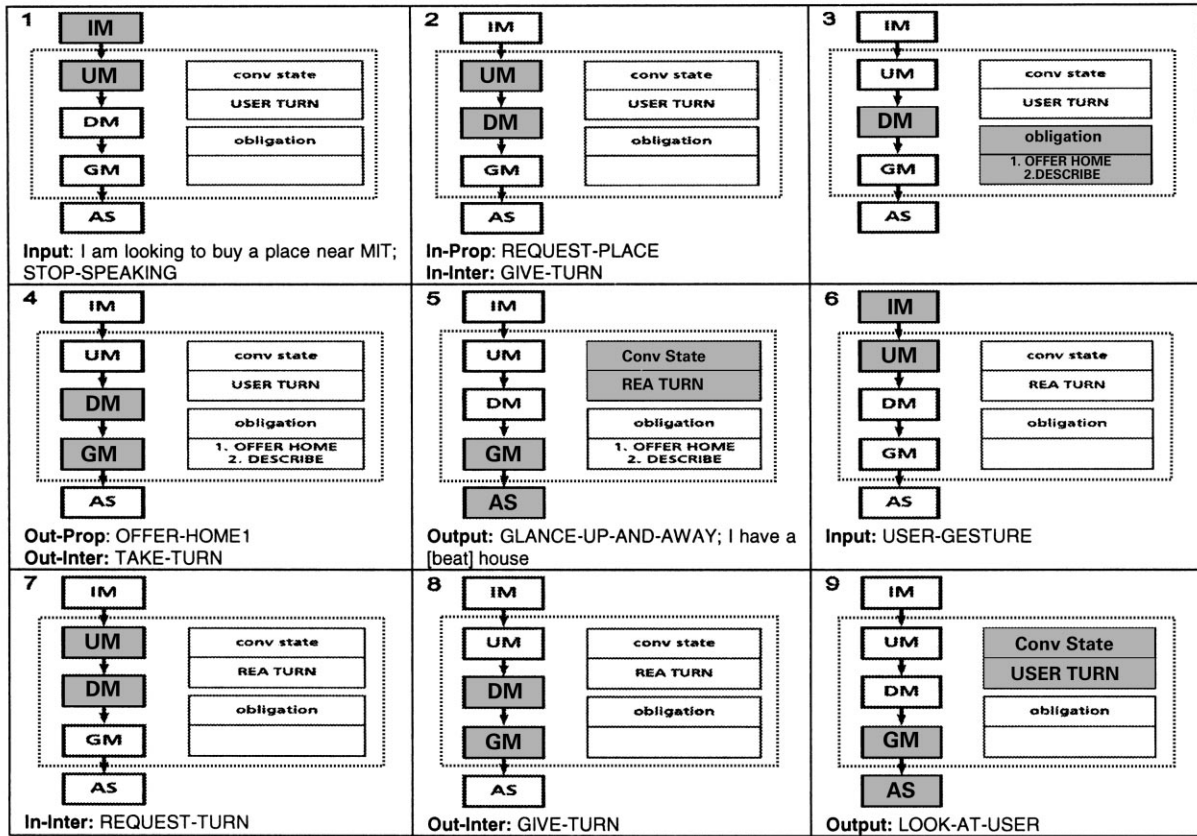 1
IM
UM
DM
GM
AS
conv state
USER TURN
obligation
Input: I am looking to buy a place near MIT;
STOP-SPEAKING
2
IM
UM
DM
GM
AS
conv state
USER TURN
obligation
In-Prop: REQUEST-PLACE
In-Inter: GIVE-TURN
3
IM
UM
DM
GM
AS
conv state
USER TURN
obligation
1. OFFER HOME
2.DESCRIBE
4
IM
UM
DM
GM
AS
conv state
USER TURN
obligation
1. OFFER HOME
2. DESCRIBE
Out-Prop: OFFER-HOME1
Out-Inter: TAKE-TURN
5
IM
UM
DM
GM
AS
Conv State
REA TURN
obligation
1. OFFER HOME
2. DESCRIBE
Output: GLANCE-UP-AND-AWAY; I have a
[beat] house
6
IM
UM
DM
GM
AS
conv state
REA TURN
obligation
Input: USER-GESTURE
7
IM
UM
DM
GM
AS
conv state
REA TURN
obligation
In-Inter: REQUEST-TURN
8
IM
UM
DM
GM
AS
conv state
REA TURN
obligation
Out-Inter: GIVE-TURN
9
IM
UM
DM
GM
AS
Conv State
USER TURN
obligation
Output: LOOK-AT-USER